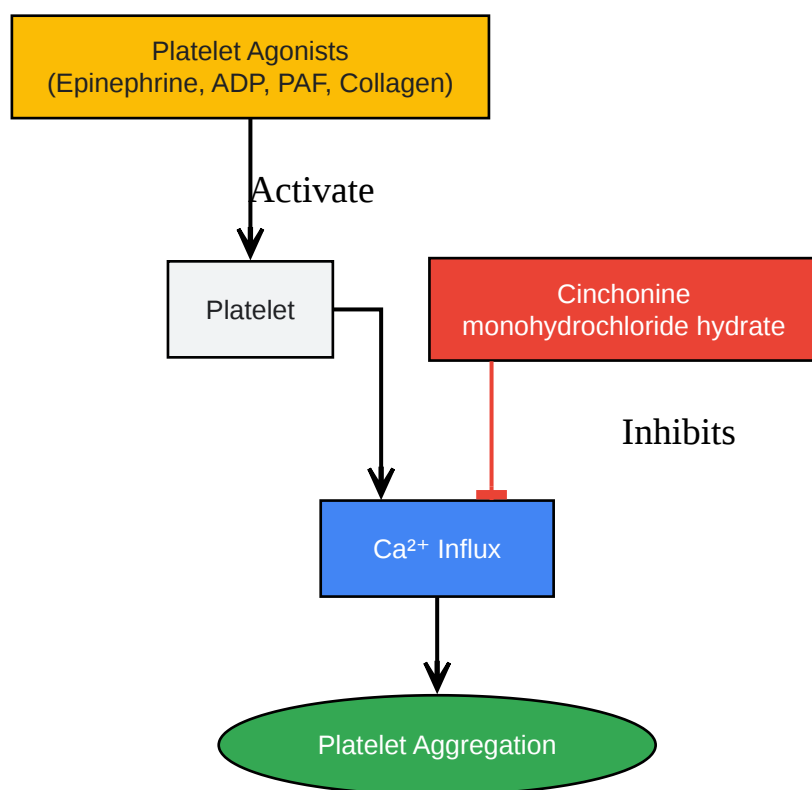 Platelet Agonists
(Epinephrine, ADP, PAF, Collagen)
Activate
Platelet
Cinchonine
monohydrochloride hydrate
Inhibits
Ca²⁺ Influx
Platelet Aggregation